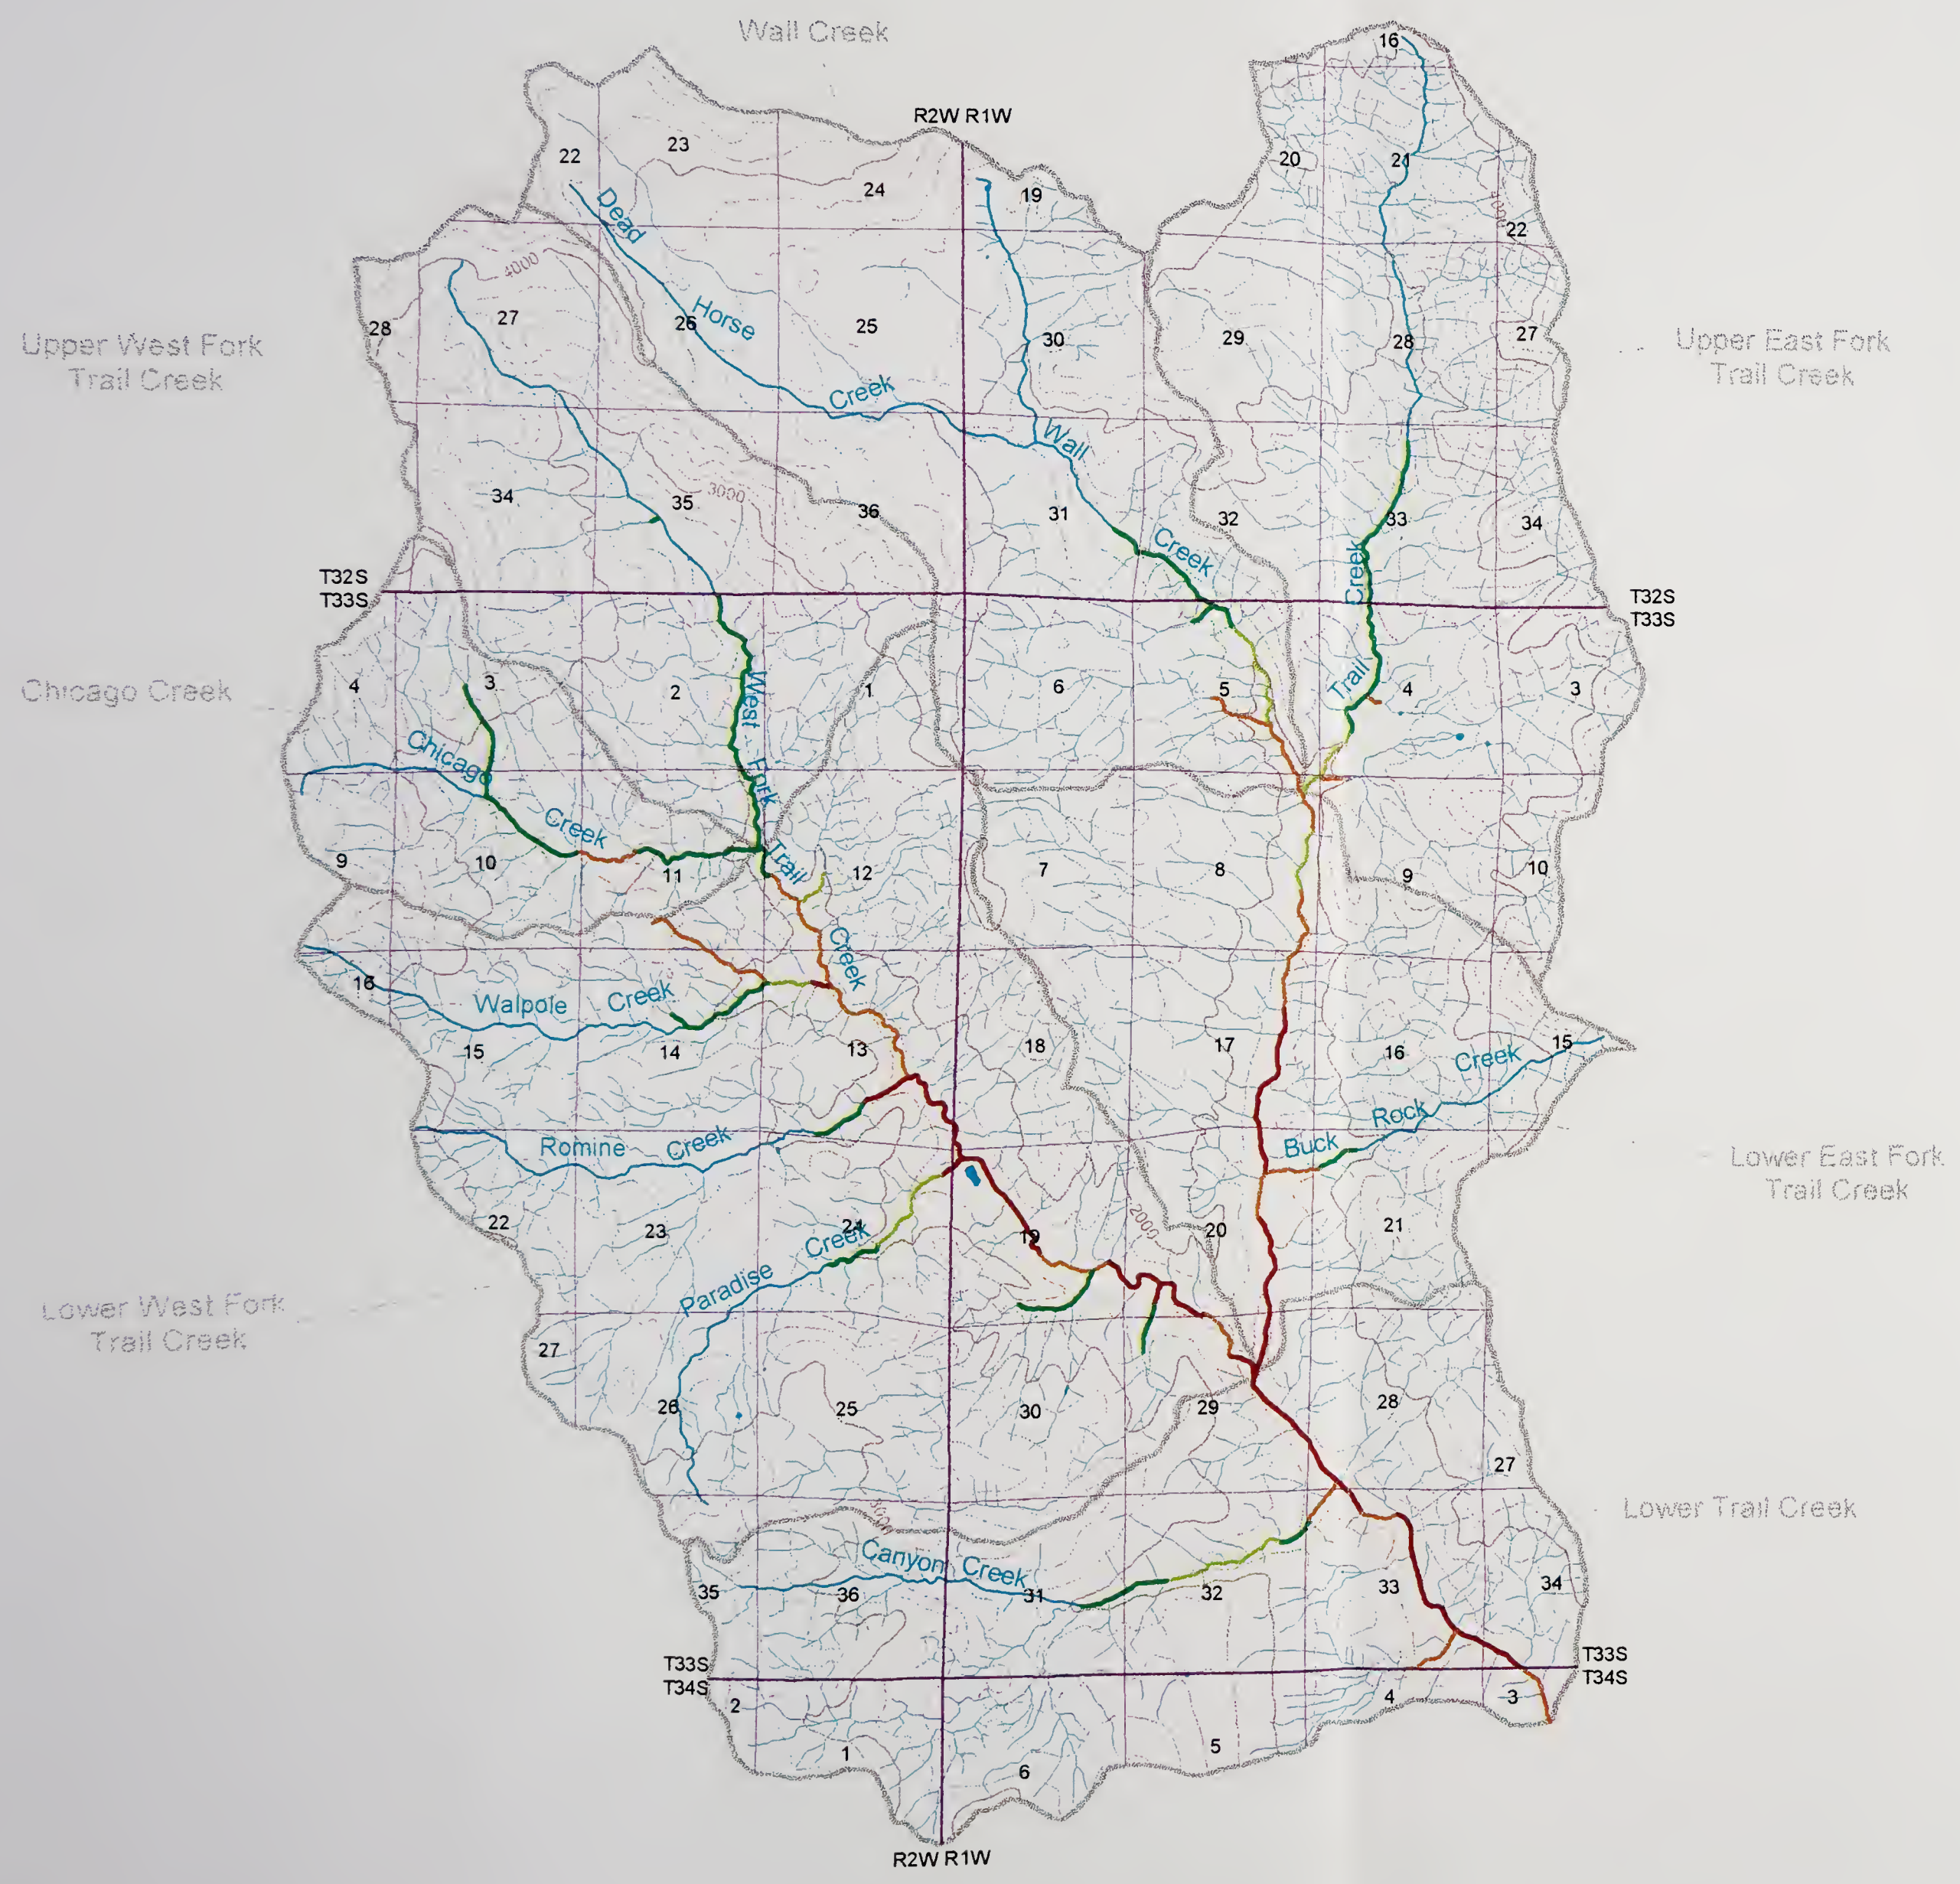 Wall Creek
16
R2W R1W
23
22
24
20
21
19
22
Dead
4000
4000
27
28
26
Horse
25
30
29
28
27
Upper West Fork
Trail Creek
Upper East Fork
Trail Creek
Creek
Wall
34
35
3000
36
31
32
33
34
Creek
Creek
T32S
T33S
T32S
T33S
Chicago Creek
4
3
2
West
1
6
5
Trail
4
3
Chicago
Fork
Creek
9
10
11
Trail
12
7
8
9
10
Creek
16
Walpole Creek
15
14
13
18
17
16
Creek
15
Rock
Buck
Romine Creek
Lower East Fork
Trail Creek
22
23
24
Creek
19
2000
20
21
Paradise
Lower West Fork
Trail Creek
27
26
25
30
29
28
27
3000
Lower Trail Creek
Canyon Creek
35
36
31
32
33
34
T33S
T34S
T33S
T34S
2
4
3
1
5
6
R2W R1W